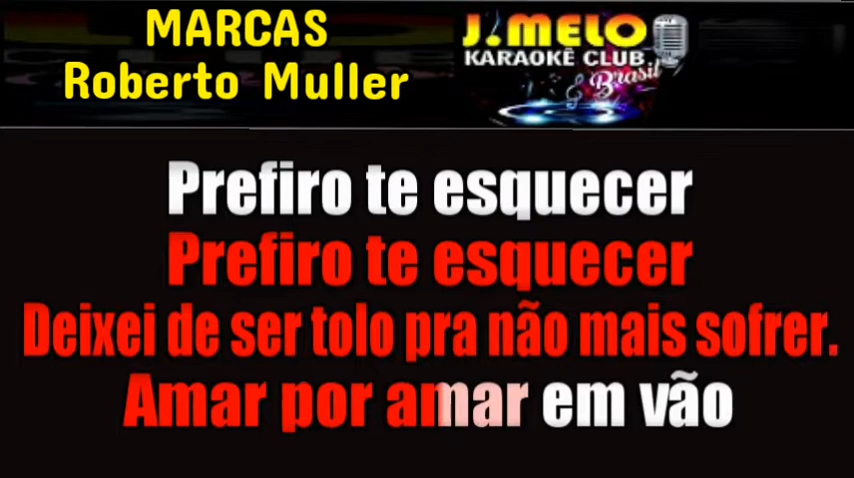 MARCAS
Roberto Muller
J. MELO
KARAOKÊ CLUB.
Brasil
Prefiro te esquecer
Prefiro te esquecer
Deixei de ser tolo pra não mais sofrer.
Amar por amar em vão